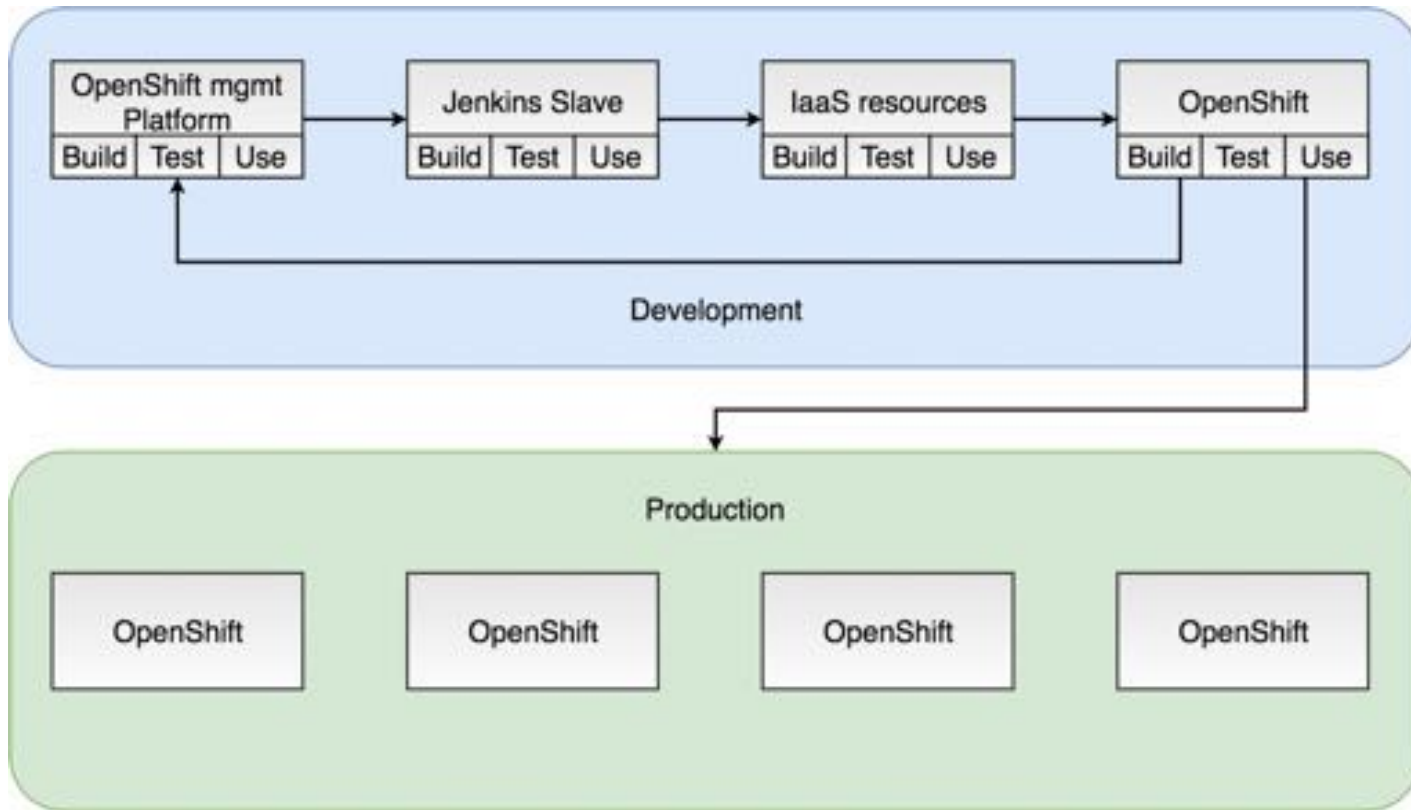 OpenShift mgmt
Platform
Jenkins Slave
IaaS resources
OpenShift
Build Test Use
Build Test Use
Build Test Use
Build Test Use
Development
Production
OpenShift
OpenShift
OpenShift
OpenShift